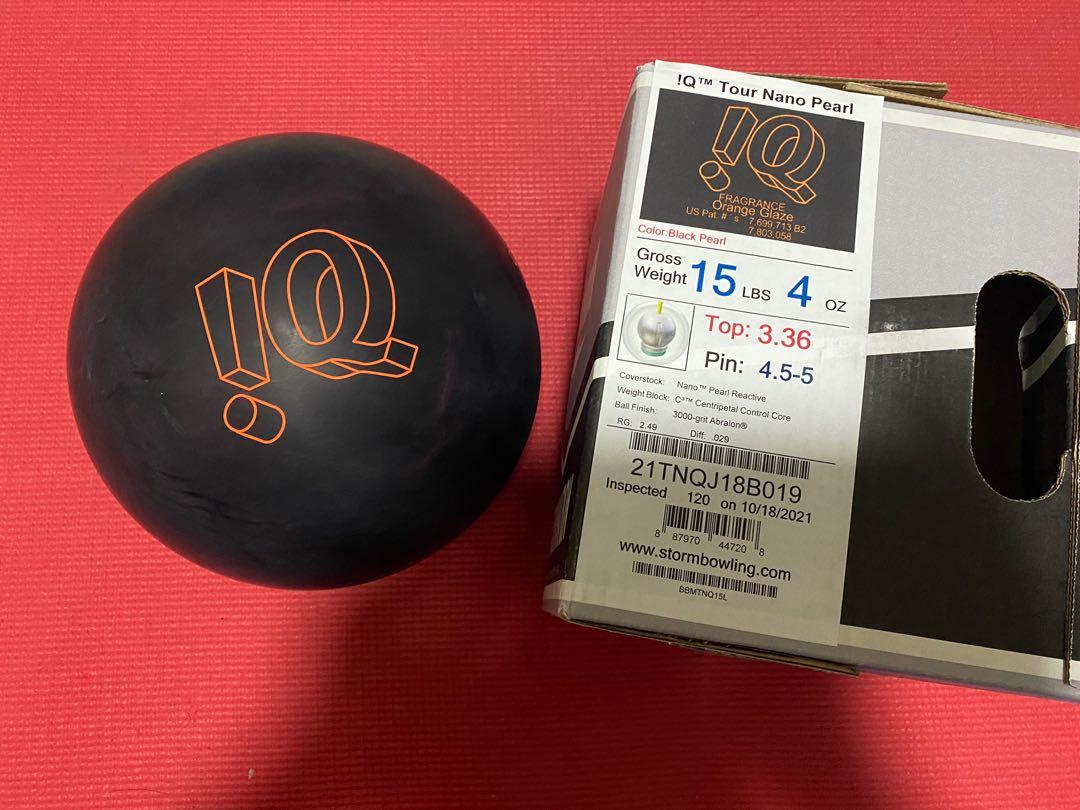 !Q
!Q™ Tour Nano Pearl
!Q
FRAGRANCE
Orange Glaze
US Pat. #'s 7,699,713 B2
7,803,058
Color:Black Pearl
Gross
Weight 15 LBS 4 OZ
Top: 3.36
Pin: 4.5-5
Coverstock: Nano™ Pearl Reactive
Weight Block: C³™ Centripetal Control Core
Ball Finish: 3000-grit Abralon®
RG: 2.49 Diff: .029
21TNQJ18B019
Inspected 120 on 10/18/2021
8 87970 44720 8
www.stormbowling.com
BBMTNQ15L